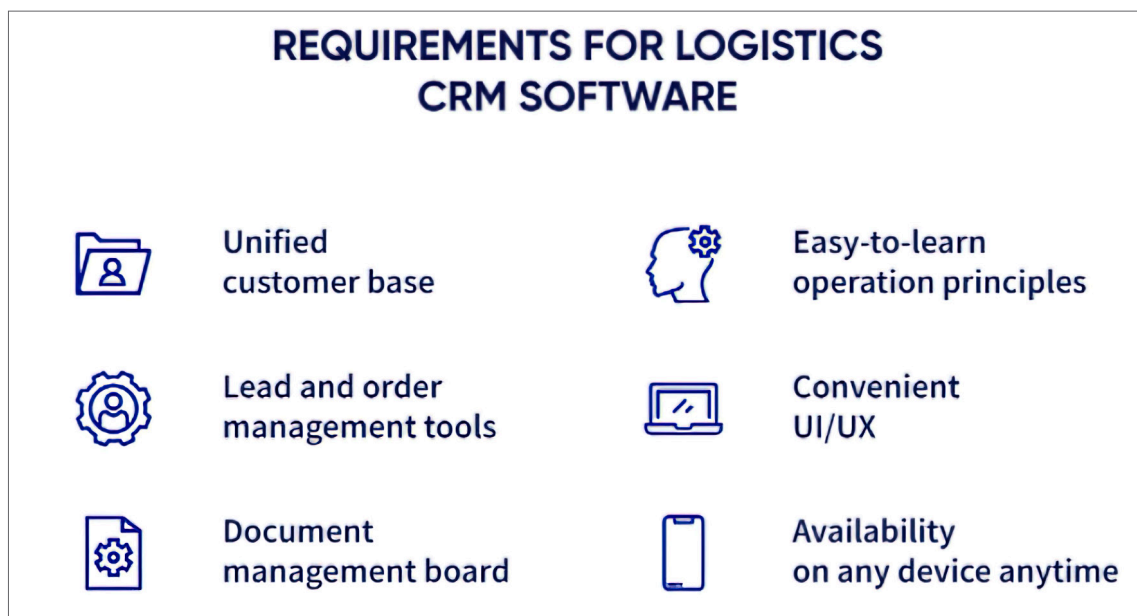 REQUIREMENTS FOR LOGISTICS
CRM SOFTWARE
Unified
customer base
Easy-to-learn
operation principles
Lead and order
management tools
Convenient
UI/UX
Document
management board
Availability
on any device anytime